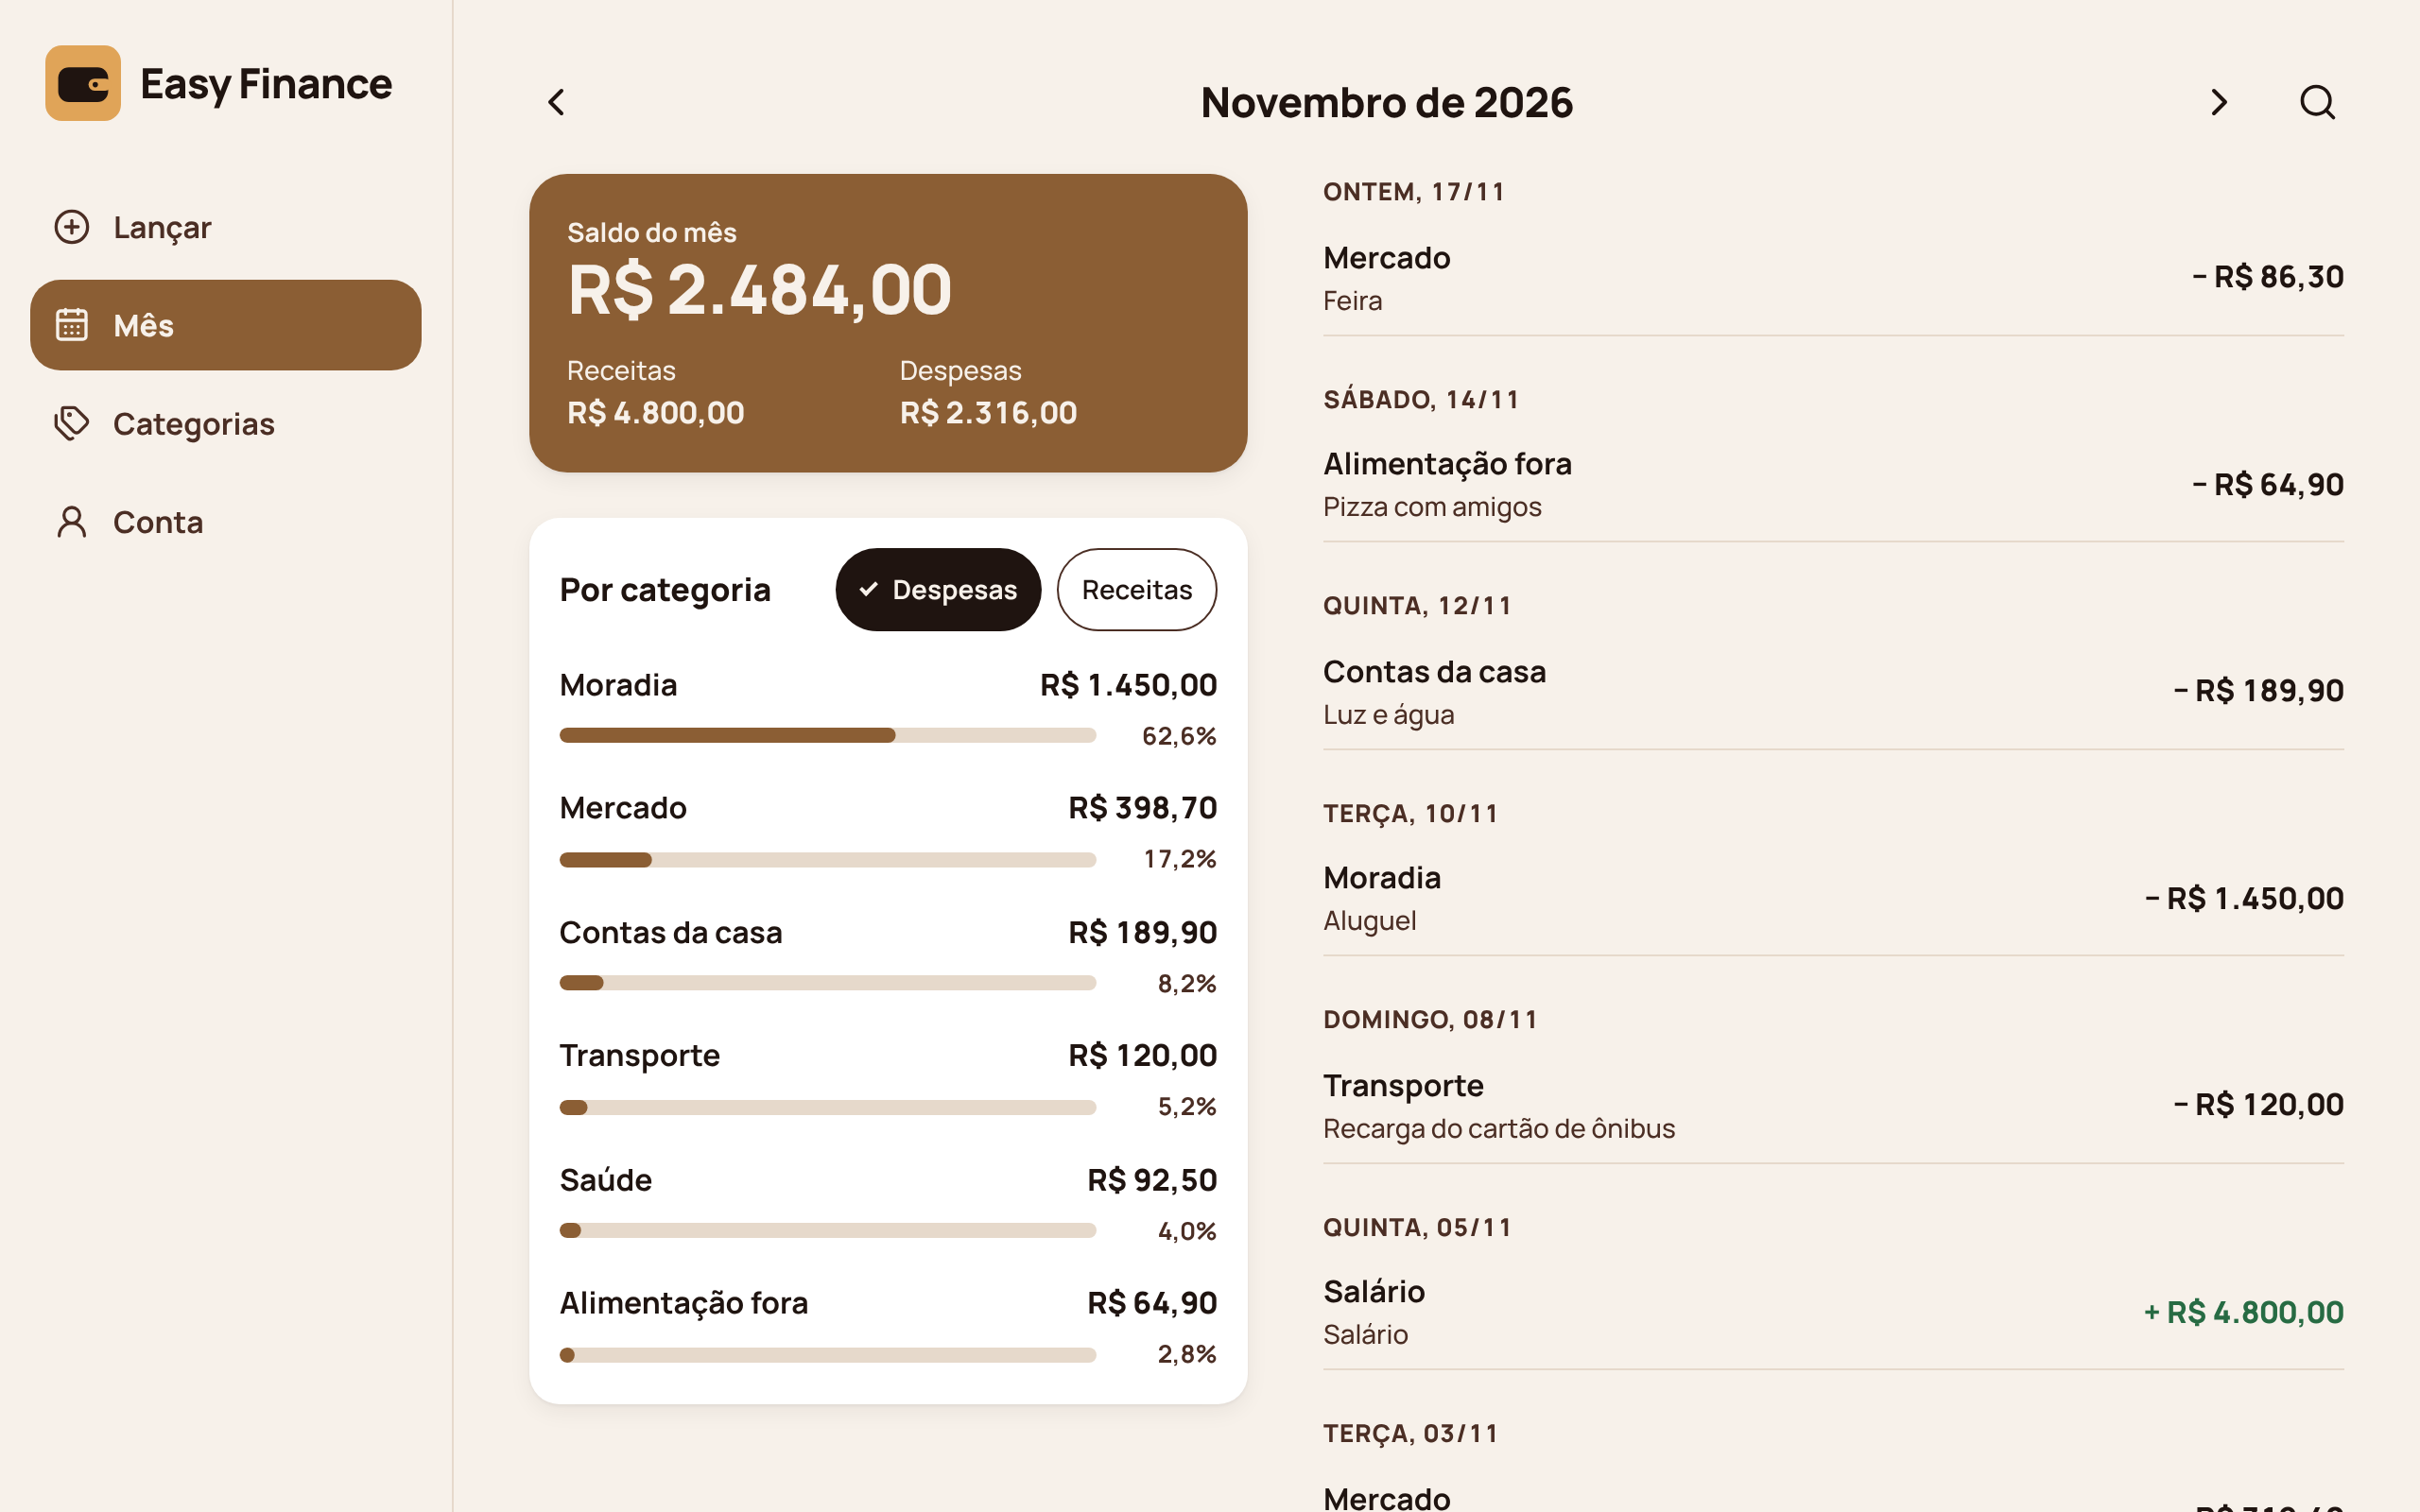 Easy Finance
Lançar
Mês
Categorias
Conta
Novembro de 2026
Saldo do mês
R$ 2.484,00
Receitas
R$ 4.800,00
Despesas
R$ 2.316,00
Por categoria
Despesas
Receitas
Moradia
R$ 1.450,00
62,6%
Mercado
R$ 398,70
17,2%
Contas da casa
R$ 189,90
8,2%
Transporte
R$ 120,00
5,2%
Saúde
R$ 92,50
4,0%
Alimentação fora
R$ 64,90
2,8%
ONTEM, 17/11
Mercado
Feira
– R$ 86,30
SÁBADO, 14/11
Alimentação fora
Pizza com amigos
– R$ 64,90
QUINTA, 12/11
Contas da casa
Luz e água
– R$ 189,90
TERÇA, 10/11
Moradia
Aluguel
– R$ 1.450,00
DOMINGO, 08/11
Transporte
Recarga do cartão de ônibus
– R$ 120,00
QUINTA, 05/11
Salário
Salário
+ R$ 4.800,00
TERÇA, 03/11
Mercado